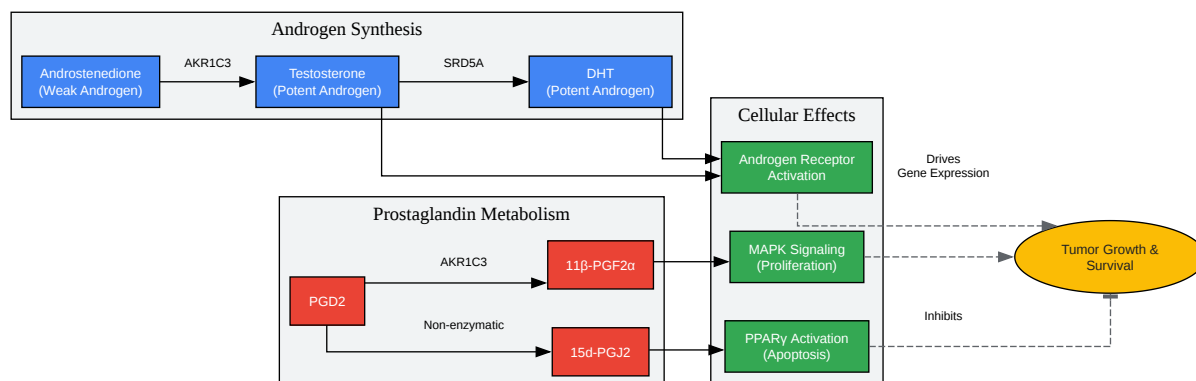 Androgen Synthesis
AKR1C3
SRD5A
Androstenedione
(Weak Androgen)
Testosterone
(Potent Androgen)
DHT
(Potent Androgen)
Cellular Effects
Androgen Receptor
Activation
Drives
Gene Expression
Prostaglandin Metabolism
AKR1C3
11β-PGF2α
MAPK Signaling
(Proliferation)
Tumor Growth &
Survival
PGD2
Non-enzymatic
15d-PGJ2
PPARγ Activation
(Apoptosis)
Inhibits